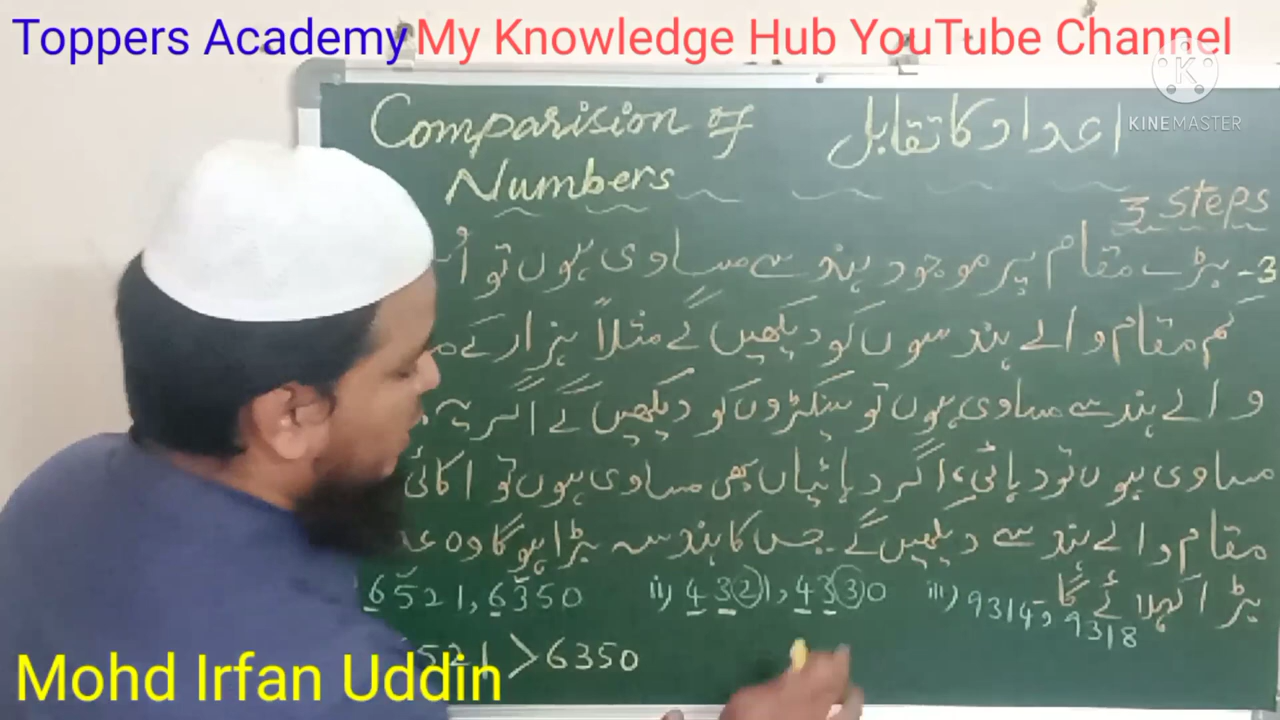 Toppers Academy My Knowledge Hub YouTube Channel
KINEMASTER
Comparision of
Numbers
اعداد کا تقابل
3 Steps
3- بڑے مقام پر موجود ہندسے مساوی ہوں تو اُ
کم مقام والے ہندسوں کو دیکھیں گے مثلاً ہزار کے
والے ہندسے مساوی ہوں تو سیکڑوں کو دیکھیں گے اگر یہ
مساوی ہوں تو دہائی، اگر دہائیاں بھی مساوی ہوں تو اکائی
مقام والے ہندسے دیکھیں گے۔ جس کا ہندسہ بڑا ہوگا وہ
بڑا کہلائے گا۔
6521, 6350 ii) 4321, 4330 iii) 9314, 9318
521 > 6350
Mohd Irfan Uddin